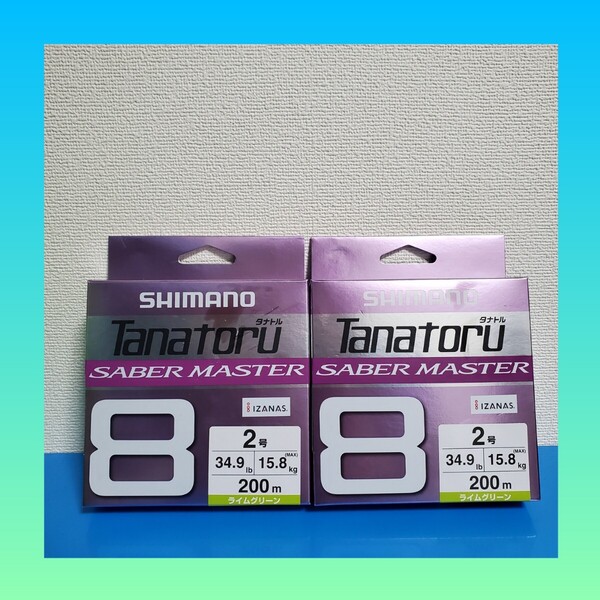 SHIMANO
タナトル
Tanatoru
SABER MASTER
8
IZANAS
2号
34.9 lb 15.8 kg (MAX)
200m
ライムグリーン
SHIMANO
タナトル
Tanatoru
SABER MASTER
8
IZANAS
2号
34.9 lb 15.8 kg (MAX)
200m
ライムグリーン